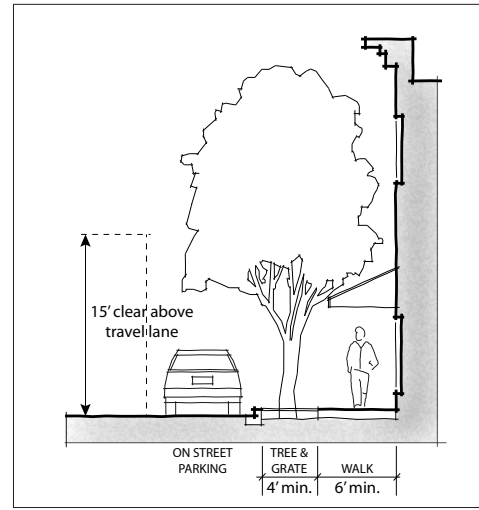 15’ clear above
travel lane
ON STREET
PARKING
TREE &
GRATE
WALK
4’ min.
6’ min.